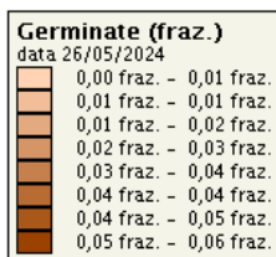 Germinate (fraz.)
data 26/05/2024
0,00 fraz. - 0,01 fraz.
0,01 fraz. - 0,01 fraz.
0,01 fraz. - 0,02 fraz.
0,02 fraz. - 0,03 fraz.
0,03 fraz. - 0,04 fraz.
0,04 fraz. - 0,04 fraz.
0,04 fraz. - 0,05 fraz.
0,05 fraz. - 0,06 fraz.